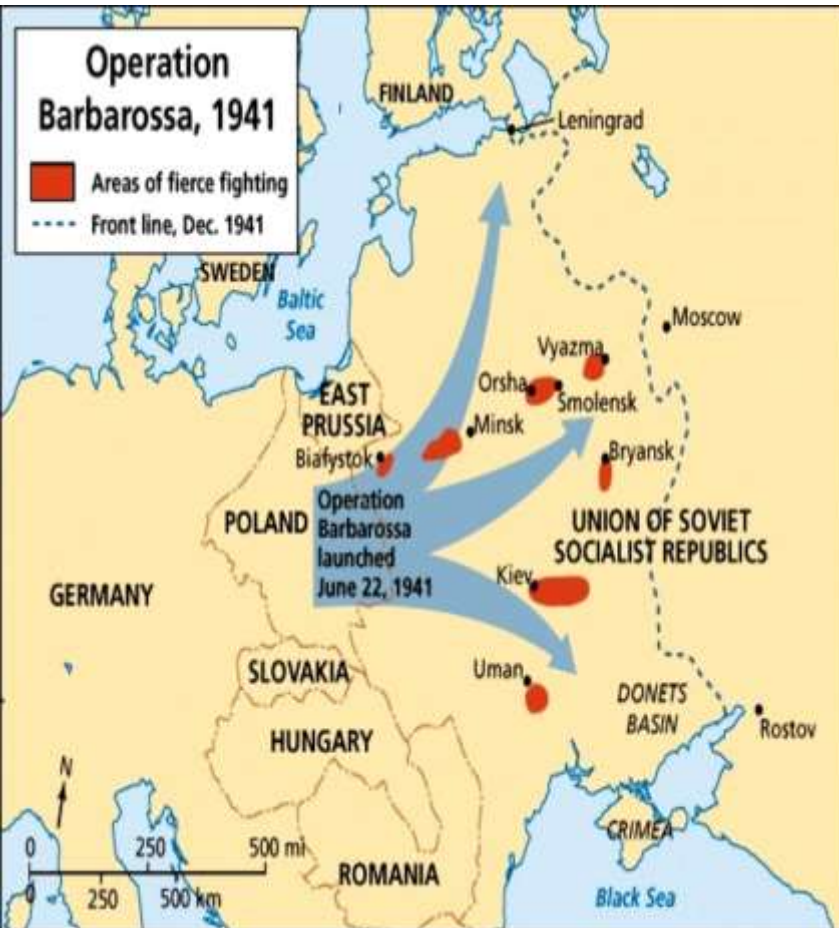 Operation
Barbarossa, 1941
Areas of fierce fighting
Front line, Dec. 1941
FINLAND
Leningrad
SWEDEN
Baltic
Sea
Moscow
Vyazma
Orsha
Smolensk
EAST
PRUSSIA
Minsk
Biafystok
Bryansk
POLAND
Operation
Barbarossa
launched
June 22, 1941
UNION OF SOVIET
SOCIALIST REPUBLICS
Kiev
GERMANY
SLOVAKIA
Uman
DONETS
BASIN
Rostov
HUNGARY
N
CRIMEA
ROMANIA
Black Sea
0 250 500 mi
0 250 500 km